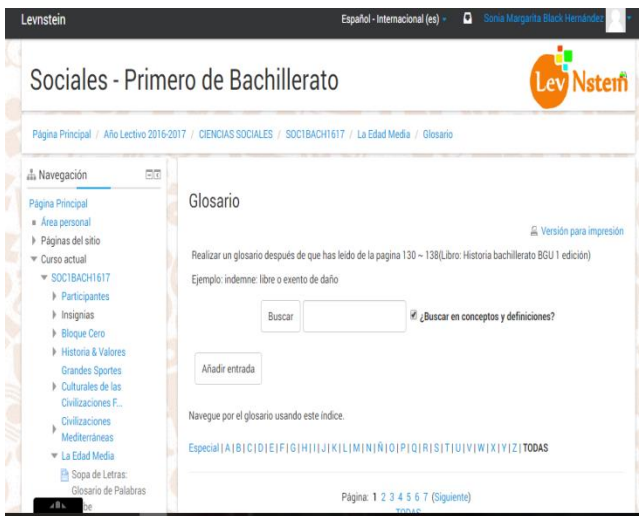 Levnstein
Español - Internacional (es)
Sonia Margarita Black Hernández
Sociales - Primero de Bachillerato
Lev Nstem
Página Principal / Año Lectivo 2016-2017 / CIENCIAS SOCIALES / SOC1BACH1617 / La Edad Media / Glosario
Navegación
Página Principal
Área personal
Páginas del sitio
Curso actual
SOC1BACH1617
Participantes
Insignias
Bloque Cero
Historia & Valores
Grandes Sportes
Culturales de las
Civilizaciones F...
Civilizaciones
Mediterráneas
La Edad Media
Sopa de Letras:
Glosario de Palabras
be
Glosario
Versión para impresión
Realizar un glosario después de que has leido de la pagina 130 ~ 138(Libro: Historia bachillerato BGU 1 edición)
Ejemplo: indemne: libre o exento de daño
Buscar
¿Buscar en conceptos y definiciones?
Añadir entrada
Navegue por el glosario usando este índice.
Especial | A | B | C | D | E | F | G | H | I | J | K | L | M | N | Ñ | O | P | Q | R | S | T | U | V | W | X | Y | Z | TODAS
Página: 1 2 3 4 5 6 7 (Siguiente)
TODAS